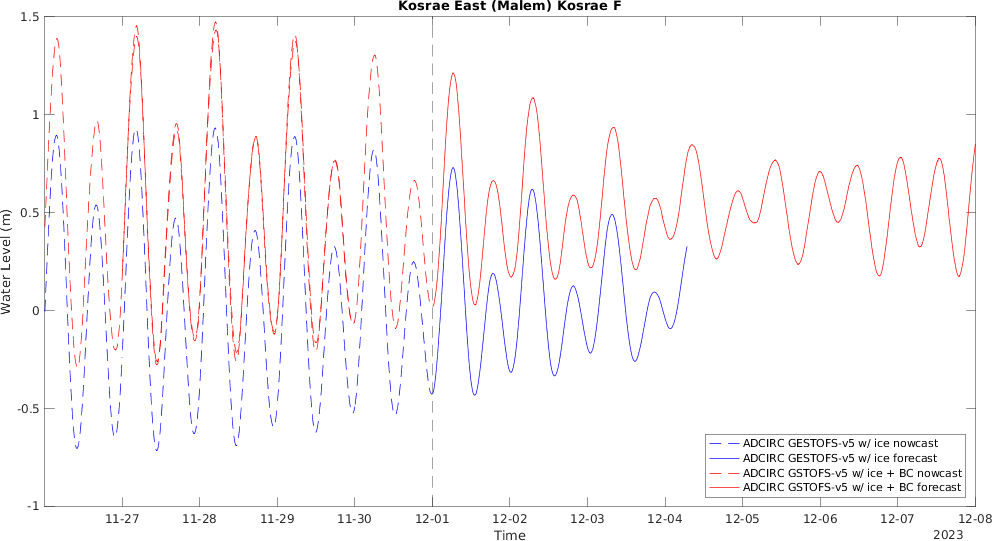 Kosrae East (Malem) Kosrae F
1.5
1
0.5
0
-0.5
-1
Water Level (m)
ADCIRC GESTOFS-v5 w/ ice nowcast
ADCIRC GESTOFS-v5 w/ ice forecast
ADCIRC GSTOFS-v5 w/ ice + BC nowcast
ADCIRC GSTOFS-v5 w/ ice + BC forecast
11-27 11-28 11-29 11-30 12-01 12-02 12-03 12-04 12-05 12-06 12-07 12-08
Time
2023